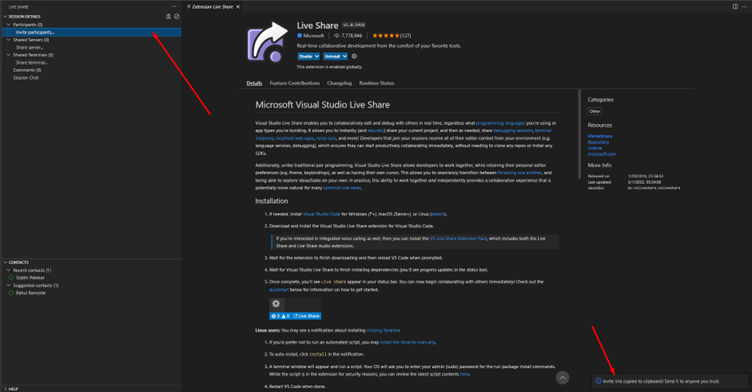 LIVE SHARE
SESSION DETAILS
Participants (0)
Invite participants...
Shared Servers (0)
Share server...
Shared Terminals (0)
Share terminal...
Comments (0)
Session Chat
CONTACTS
Recent contacts (1)
Siddhi Patekar
Suggested contacts (1)
Rahul Bansode
HELP
Extension: Live Share
Live Share
Microsoft
7,778,946
(127)
Real-time collaborative development from the comfort of your favorite tools.
Disable Uninstall
This extension is enabled globally.
Details Feature Contributions Changelog Runtime Status
Microsoft Visual Studio Live Share
Visual Studio Live Share enables you to collaboratively edit and debug with others in real time, regardless what programming languages you're using or
app types you're building. It allows you to instantly (and securely) share your current project, and then as needed, share debugging sessions, terminal
instances, localhost web apps, voice calls, and more! Developers that join your sessions receive all of their editor context from your environment (e.g.
language services, debugging), which ensures they can start productively collaborating immediately, without needing to clone any repos or install any
SDKs.
Additionally, unlike traditional pair programming, Visual Studio Live Share allows developers to work together, while retaining their personal editor
preferences (e.g. theme, keybindings), as well as having their own cursor. This allows you to seamlessly transition between following one another, and
being able to explore ideas/tasks on your own. In practice, this ability to work together and independently provides a collaboration experience that is
potentially more natural for many common use cases.
Installation
1. If needed, install Visual Studio Code for Windows (7+), macOS (Sierra+), or Linux (details).
2. Download and install the Visual Studio Live Share extension for Visual Studio Code.
If you're interested in integrated voice calling as well, then you can install the VS Live Share Extension Pack, which includes both the Live
Share and Live Share Audio extensions.
3. Wait for the extension to finish downloading and then reload VS Code when prompted.
4. Wait for Visual Studio Live Share to finish installing dependencies (you'll see progress updates in the status bar).
5. Once complete, you'll see Live Share appear in your status bar. You can now begin collaborating with others immediately! Check out the
quickstart below for information on how to get started.
0 0 Live Share
Linux users: You may see a notification about installing missing libraries:
1. If you'd prefer not to run an automated script, you may install the libraries manually.
2. To auto-install, click Install in the notification.
3. A terminal window will appear and run a script. Your OS will ask you to enter your admin (sudo) password for the run package install commands.
While the script is in the extension for security reasons, you can review the latest script contents here.
4. Restart VS Code when done.
Categories
Other
Resources
Marketplace
Repository
License
microsoft.com
More Info
Released on
Last updated
Identifier ms-vsliveshare.vsliveshare
Invite link copied to clipboard! Send it to anyone you trust.